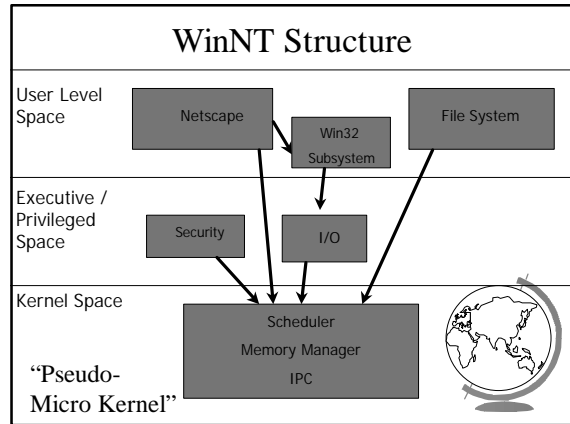 WinNT Structure
User Level
Space
Netscape
Win32
Subsystem
File System
Executive /
Privileged
Space
Security
I/O
Kernel Space
Scheduler
Memory Manager
IPC
“Pseudo-
Micro Kernel”